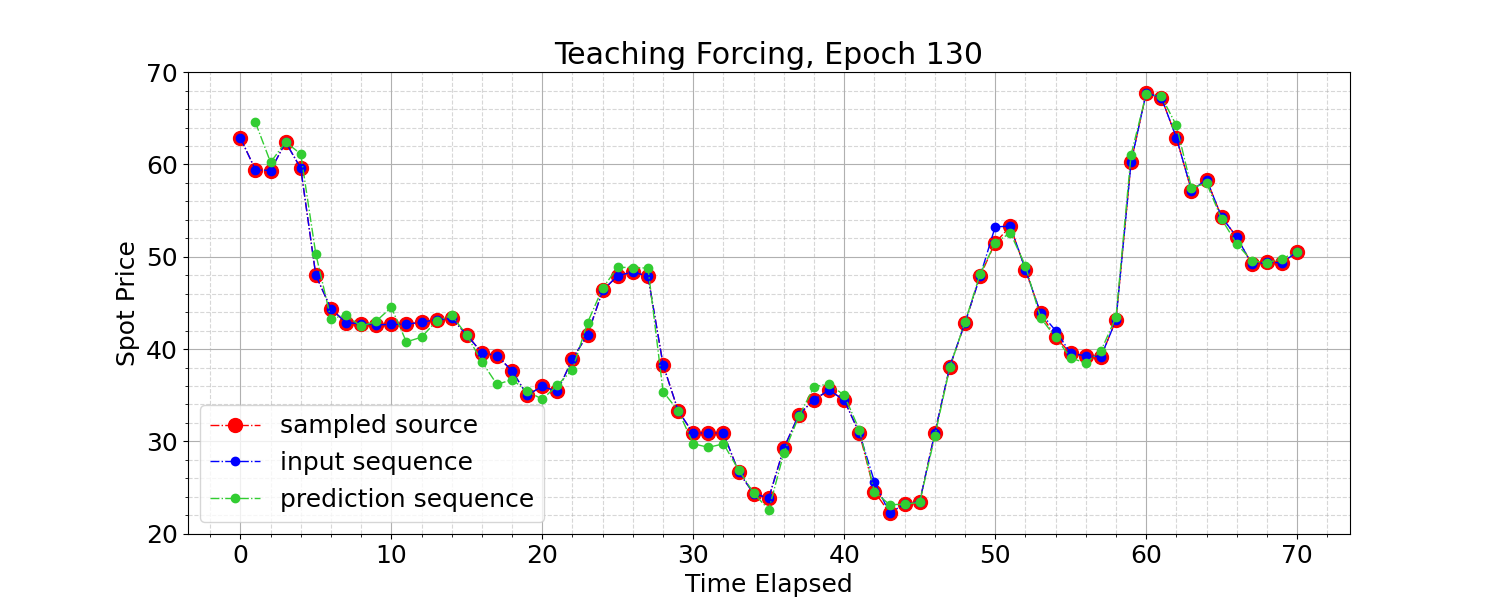 Teaching Forcing, Epoch 130
Spot Price
70
60
50
40
30
20
sampled source
input sequence
prediction sequence
0 10 20 30 40 50 60 70
Time Elapsed